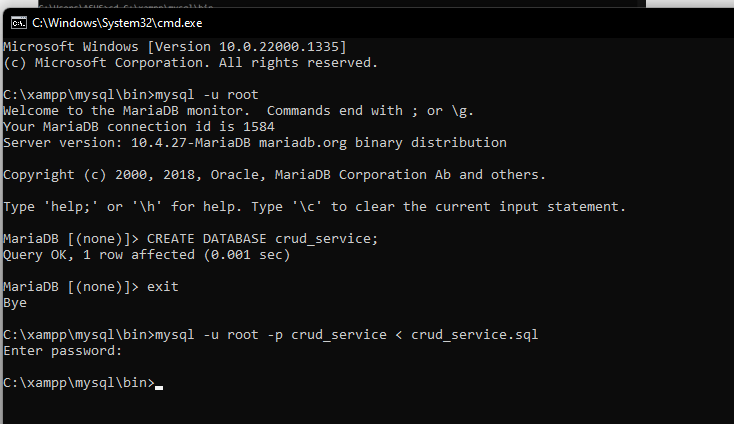 C:\Windows\System32\cmd.exe
Microsoft Windows [Version 10.0.22000.1335]
(c) Microsoft Corporation. All rights reserved.
C:\xampp\mysql\bin>mysql -u root
Welcome to the MariaDB monitor.  Commands end with ; or \g.
Your MariaDB connection id is 1584
Server version: 10.4.27-MariaDB mariadb.org binary distribution
Copyright (c) 2000, 2018, Oracle, MariaDB Corporation Ab and others.
Type 'help;' or '\h' for help. Type '\c' to clear the current input statement.
MariaDB [(none)]> CREATE DATABASE crud_service;
Query OK, 1 row affected (0.001 sec)
MariaDB [(none)]> exit
Bye
C:\xampp\mysql\bin>mysql -u root -p crud_service < crud_service.sql
Enter password:
C:\xampp\mysql\bin>